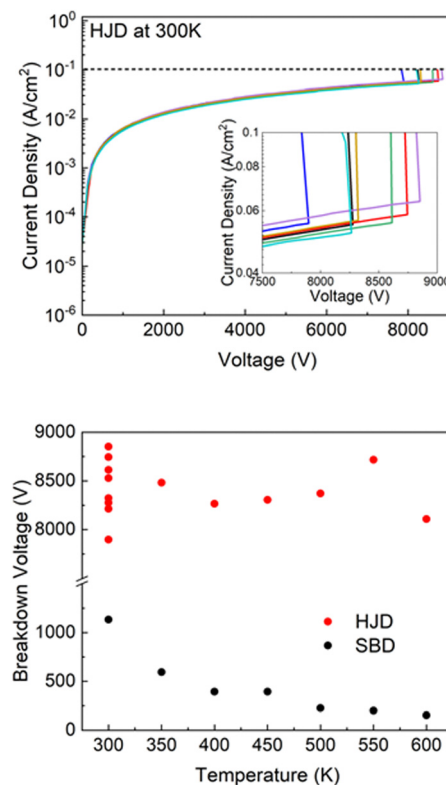 HJD at 300K
Current Density (A/cm²)
10⁰
10⁻¹
10⁻²
10⁻³
10⁻⁴
10⁻⁵
10⁻⁶
0 2000 4000 6000 8000
Voltage (V)
Current Density (A/cm²)
0.1
0.08
0.06
0.04
7500 8000 8500 9000
Voltage (V)
Breakdown Voltage (V)
9000
8500
8000
1000
500
0
HJD
SBD
300 350 400 450 500 550 600
Temperature (K)